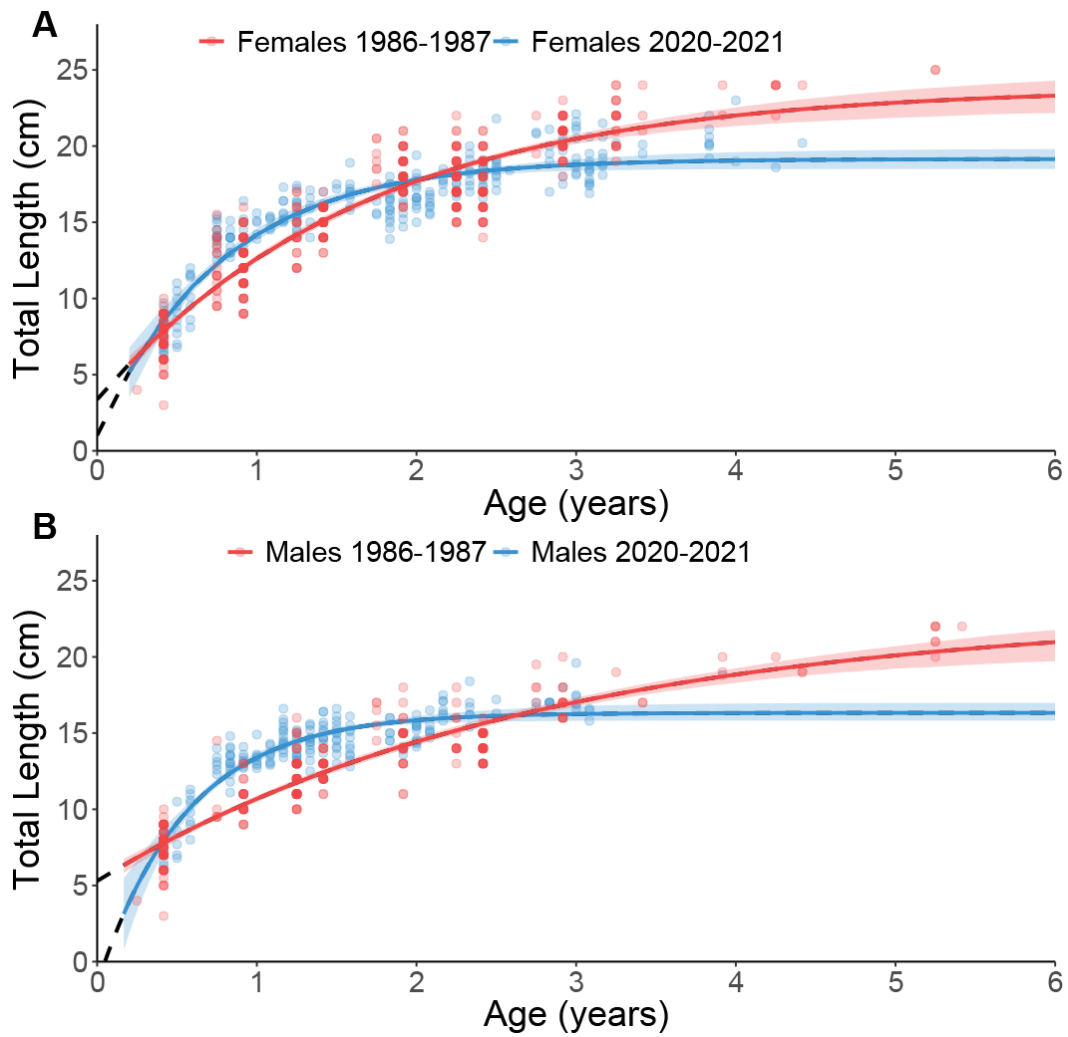 A
Females 1986-1987 Females 2020-2021
Total Length (cm)
25
20
15
10
5
0
0 1 2 3 4 5 6
Age (years)
B
Males 1986-1987 Males 2020-2021
Total Length (cm)
25
20
15
10
5
0
0 1 2 3 4 5 6
Age (years)